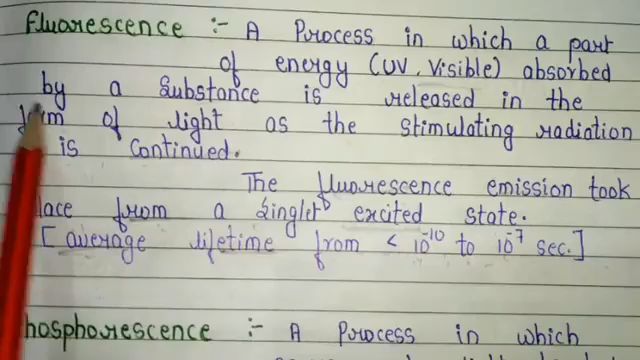 Fluorescence :- A Process in which a part
of energy (UV, Visible) absorbed
by a Substance is released in the
form of light as the stimulating radiation
is Continued.
The fluorescence emission took
lace from a Singlet excited state.
[average lifetime from < 10⁻¹⁰ to 10⁻⁷ sec.]
hosphorescence :- A Process in which